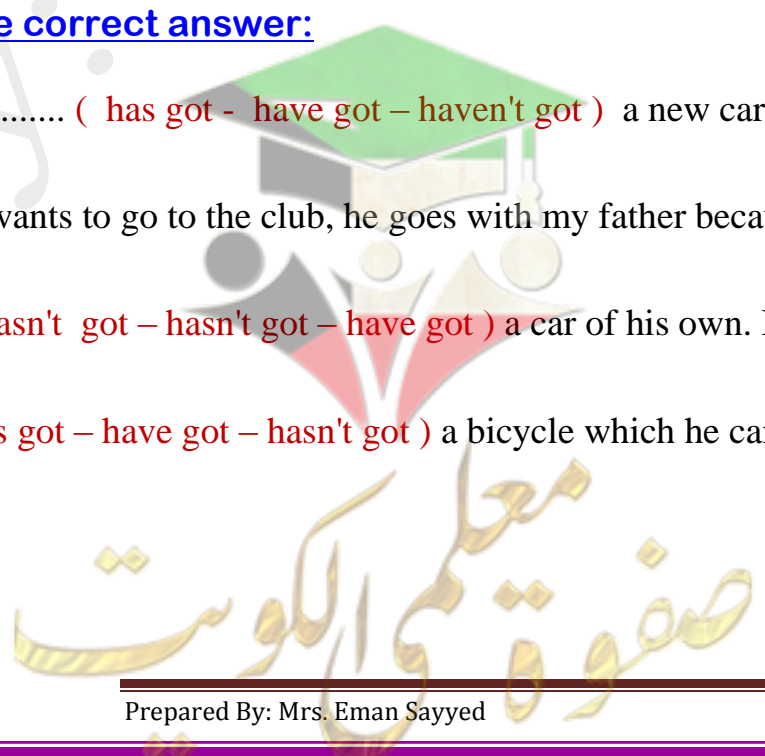 e correct answer:
........ ( has got - have got – haven't got ) a new car
wants to go to the club, he goes with my father becau
asn't got – hasn't got – have got ) a car of his own.
s got – have got – hasn't got ) a bicycle which he ca
صفوة معلمى الكويت
Prepared By: Mrs. Eman Sayyed